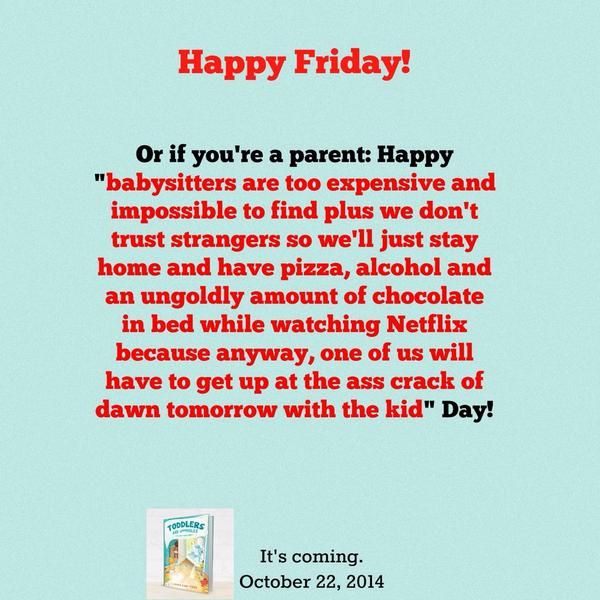 Happy Friday!
Or if you're a parent: Happy
"babysitters are too expensive and
impossible to find plus we don't
trust strangers so we'll just stay
home and have pizza, alcohol and
an ungoldly amount of chocolate
in bed while watching Netflix
because anyway, one of us will
have to get up at the ass crack of
dawn tomorrow with the kid" Day!
TODDLERS
It's coming.
October 22, 2014